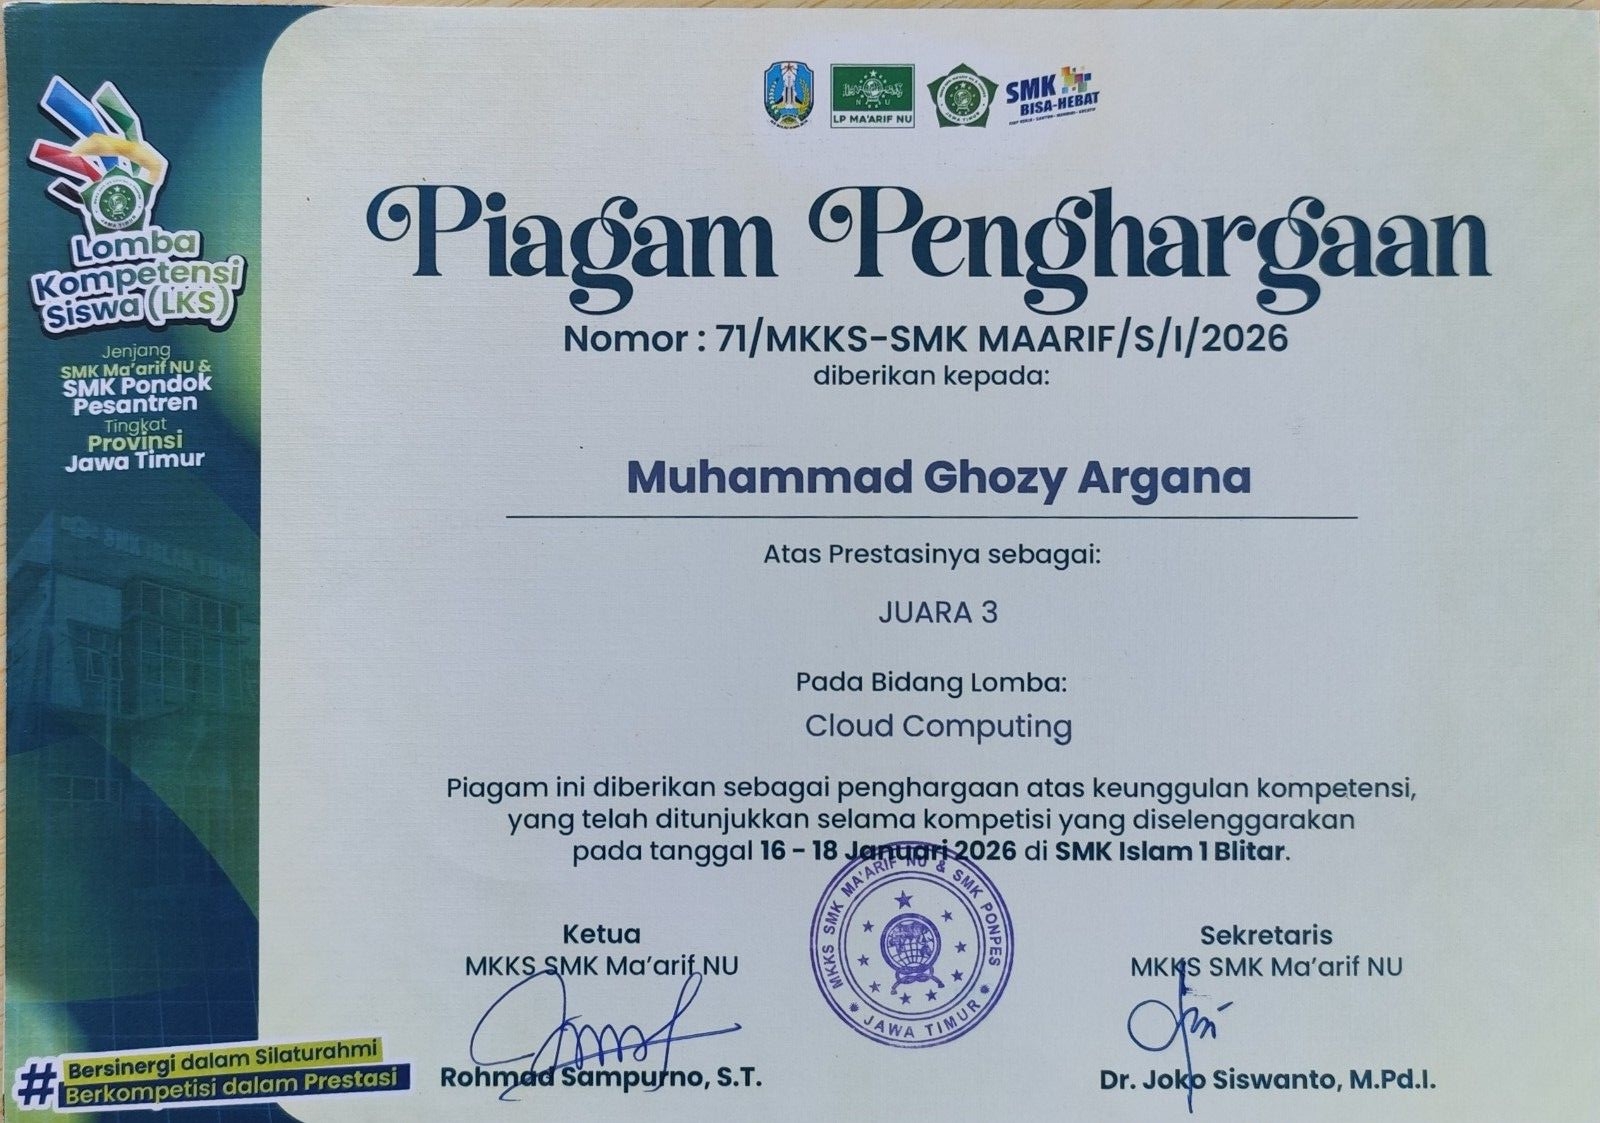 LP MA'ARIF NU
SMK
BISA-HEBAT
Piagam Penghargaan
Nomor : 71/MKKS-SMK MAARIF/S/I/2026
diberikan kepada:
Muhammad Ghozy Argana
Atas Prestasinya sebagai:
JUARA 3
Pada Bidang Lomba:
Cloud Computing
Piagam ini diberikan sebagai penghargaan atas keunggulan kompetensi,
yang telah ditunjukkan selama kompetisi yang diselenggarakan
pada tanggal 16 - 18 Januari 2026 di SMK Islam 1 Blitar.
Ketua
MKKS SMK Ma'arif NU
Rohmad Sampurno, S.T.
MKKS SMK MA'ARIF NU & SMK PONPES
JAWA TIMUR
Sekretaris
MKKS SMK Ma'arif NU
Dr. Joko Siswanto, M.Pd.I.
Lomba
Kompetensi
Siswa (LKS)
Jenjang
SMK Ma'arif NU &
SMK Pondok
Pesantren
Tingkat
Provinsi
Jawa Timur
# Bersinergi dalam Silaturahmi
Berkompetisi dalam Prestasi